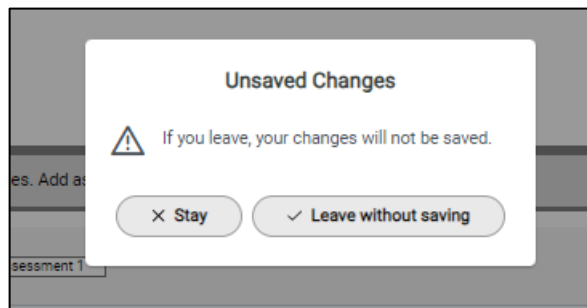 Unsaved Changes
If you leave, your changes will not be saved.
es. Add as
Stay
Leave without saving
sessment 1